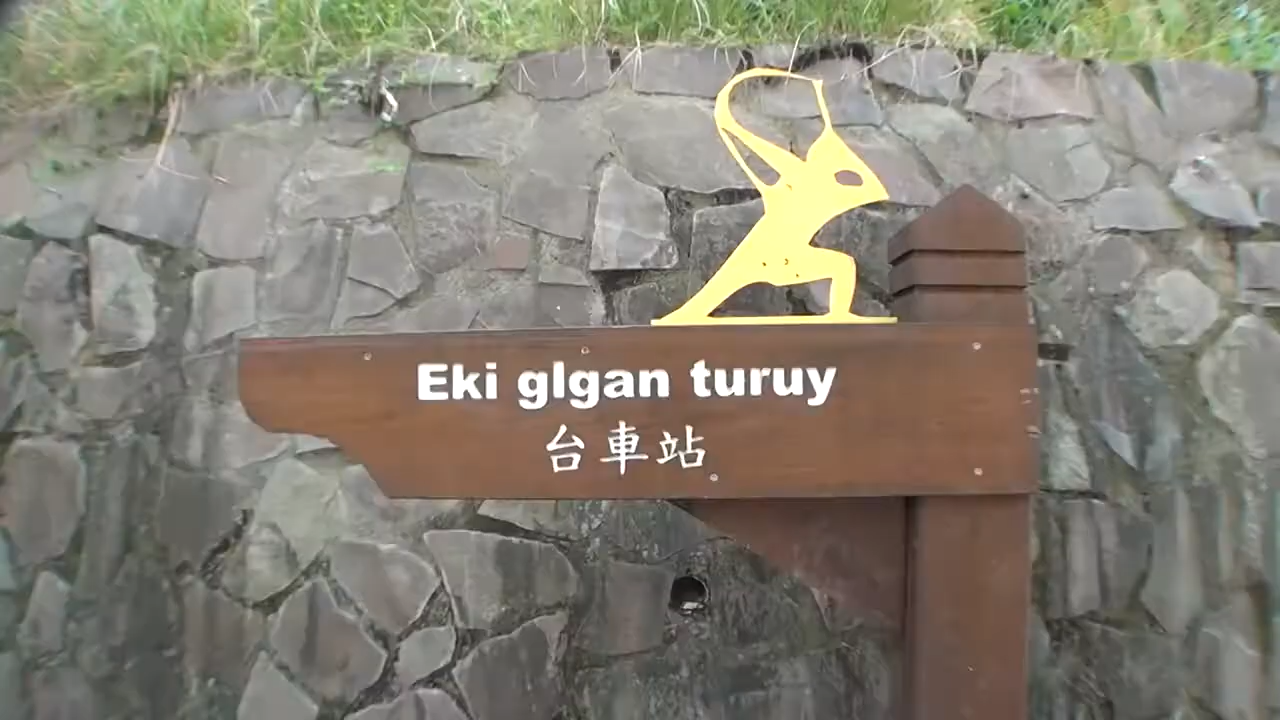 Eki glgan turuy
台車站